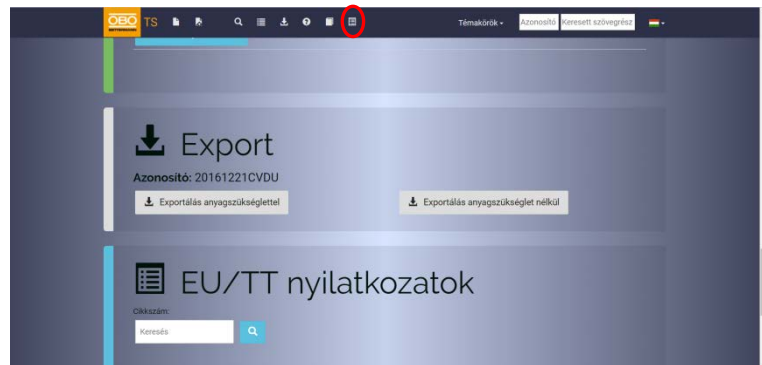 OBO TS Témakörök Azonosító Keresett szövegrész
BETTERMANN
Export
Azonosító: 20161221CVDU
Exportálás anyagszükséglettel Exportálás anyagszükséglet nélkül
EU/TT nyilatkozatok
Cikkszám:
Keresés